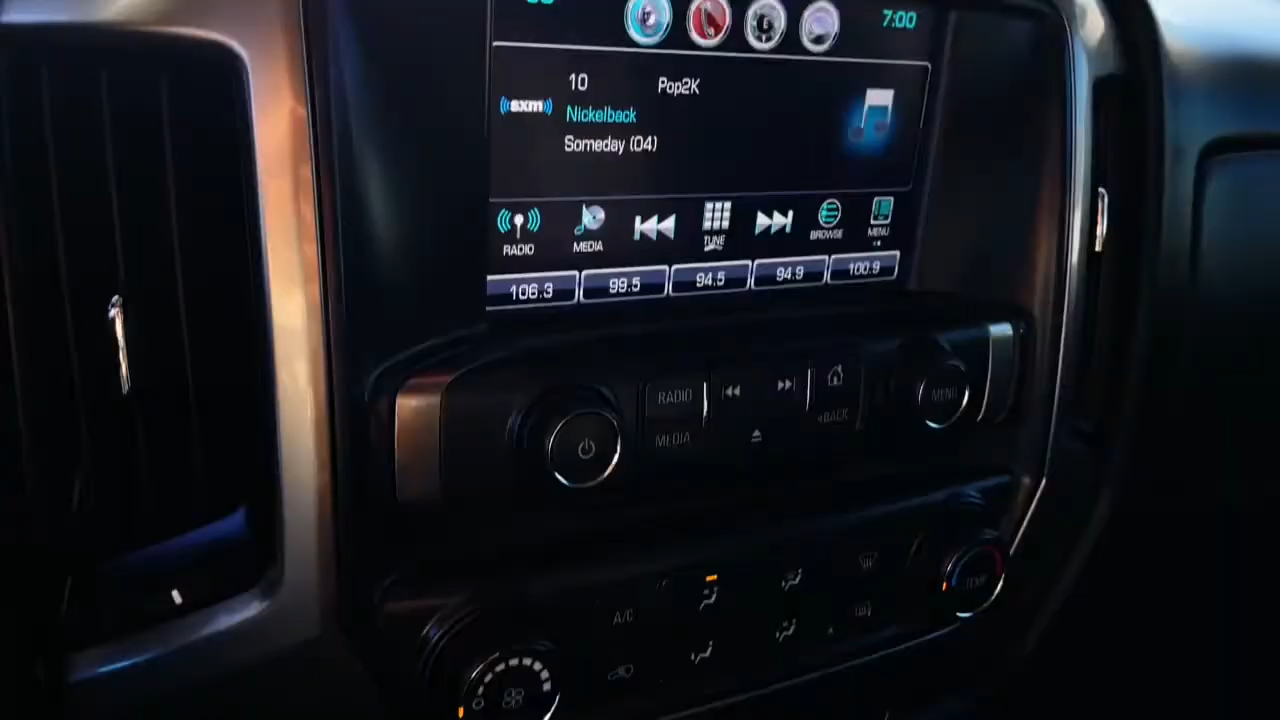 7:00
10 Pop2K
sxm
Nickelback
Someday (04)
RADIO MEDIA TUNE BROWSE MENU
106.3 99.5 94.5 94.9 100.9
RADIO MENU
MEDIA BACK
A/C TEMP